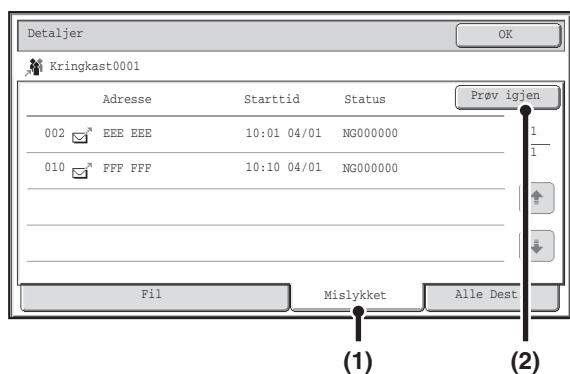 Detaljer OK
Kringkast0001
Adresse Starttid Status Prøv igjen
002 EEE EEE 10:01 04/01 NG000000 1
1
010 FFF FFF 10:10 04/01 NG000000
Fil Mislykket Alle Dest
(1) (2)